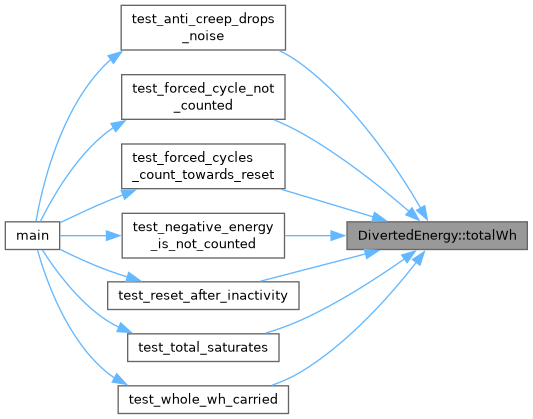 test_anti_creep_drops
_noise
test_forced_cycle_not
_counted
test_forced_cycles
_count_towards_reset
main
test_negative_energy
_is_not_counted
DivertedEnergy::totalWh
test_reset_after_inactivity
test_total_saturates
test_whole_wh_carried